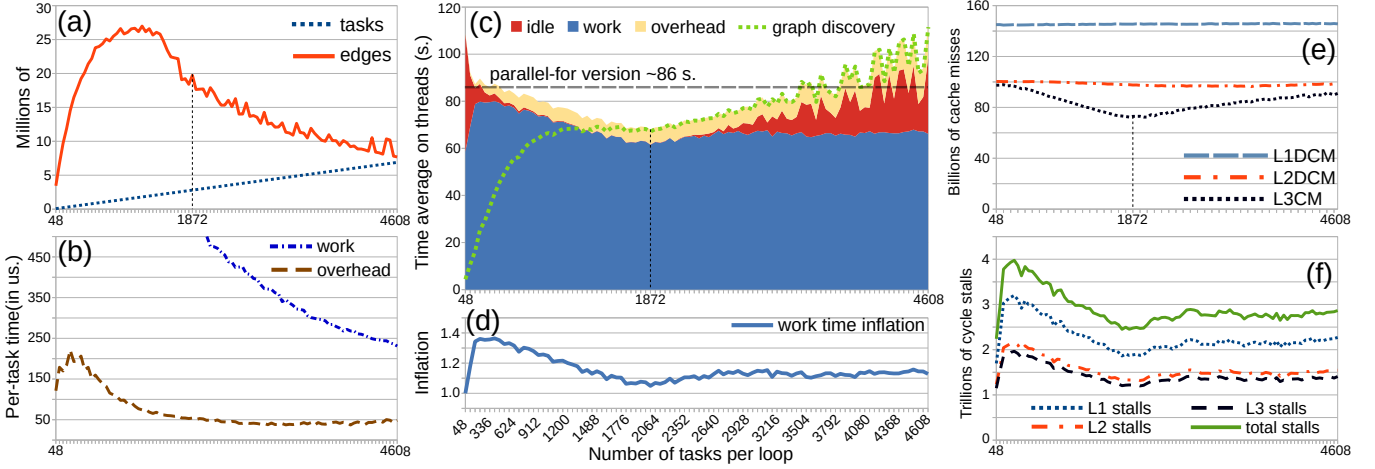 (a)
tasks
edges
Millions of
30
25
20
15
10
5
0
48
1872
4608
(b)
work
overhead
Per-task time(in us.)
450
350
250
150
50
48
4608
(c)
idle
work
overhead
graph discovery
parallel-for version ~86 s.
Time average on threads (s.)
120
100
80
60
40
20
0
48
1872
4608
(d)
work time inflation
Inflation
1.4
1.2
1.0
48
336
624
912
1200
1488
1776
2064
2352
2640
2928
3216
3504
3792
4080
4368
4608
Number of tasks per loop
(e)
Billions of cache misses
160
120
80
40
0
L1DCM
L2DCM
L3CM
48
1872
4608
(f)
Trillions of cycle stalls
4
3
2
1
0
L1 stalls
L3 stalls
L2 stalls
total stalls
48
4608